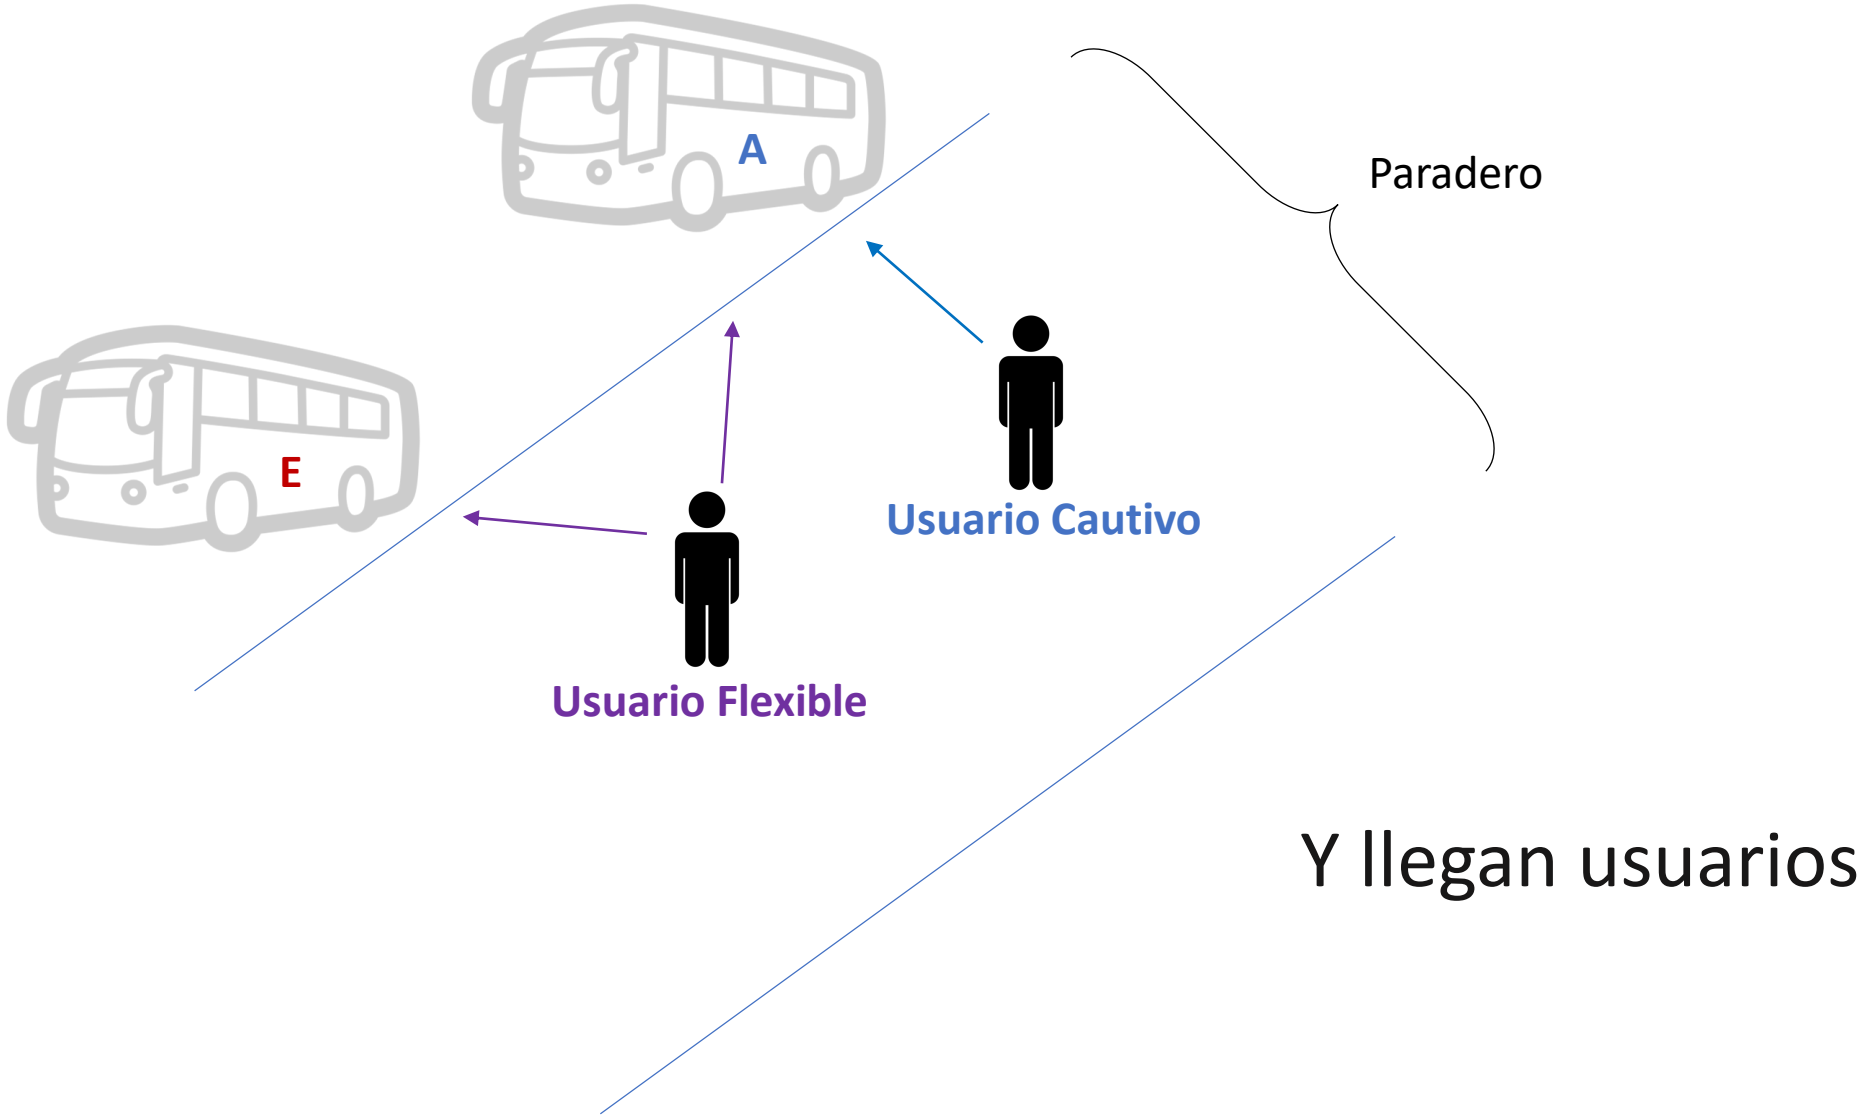 A
Paradero
E
Usuario Cautivo
Usuario Flexible
Y llegan usuarios